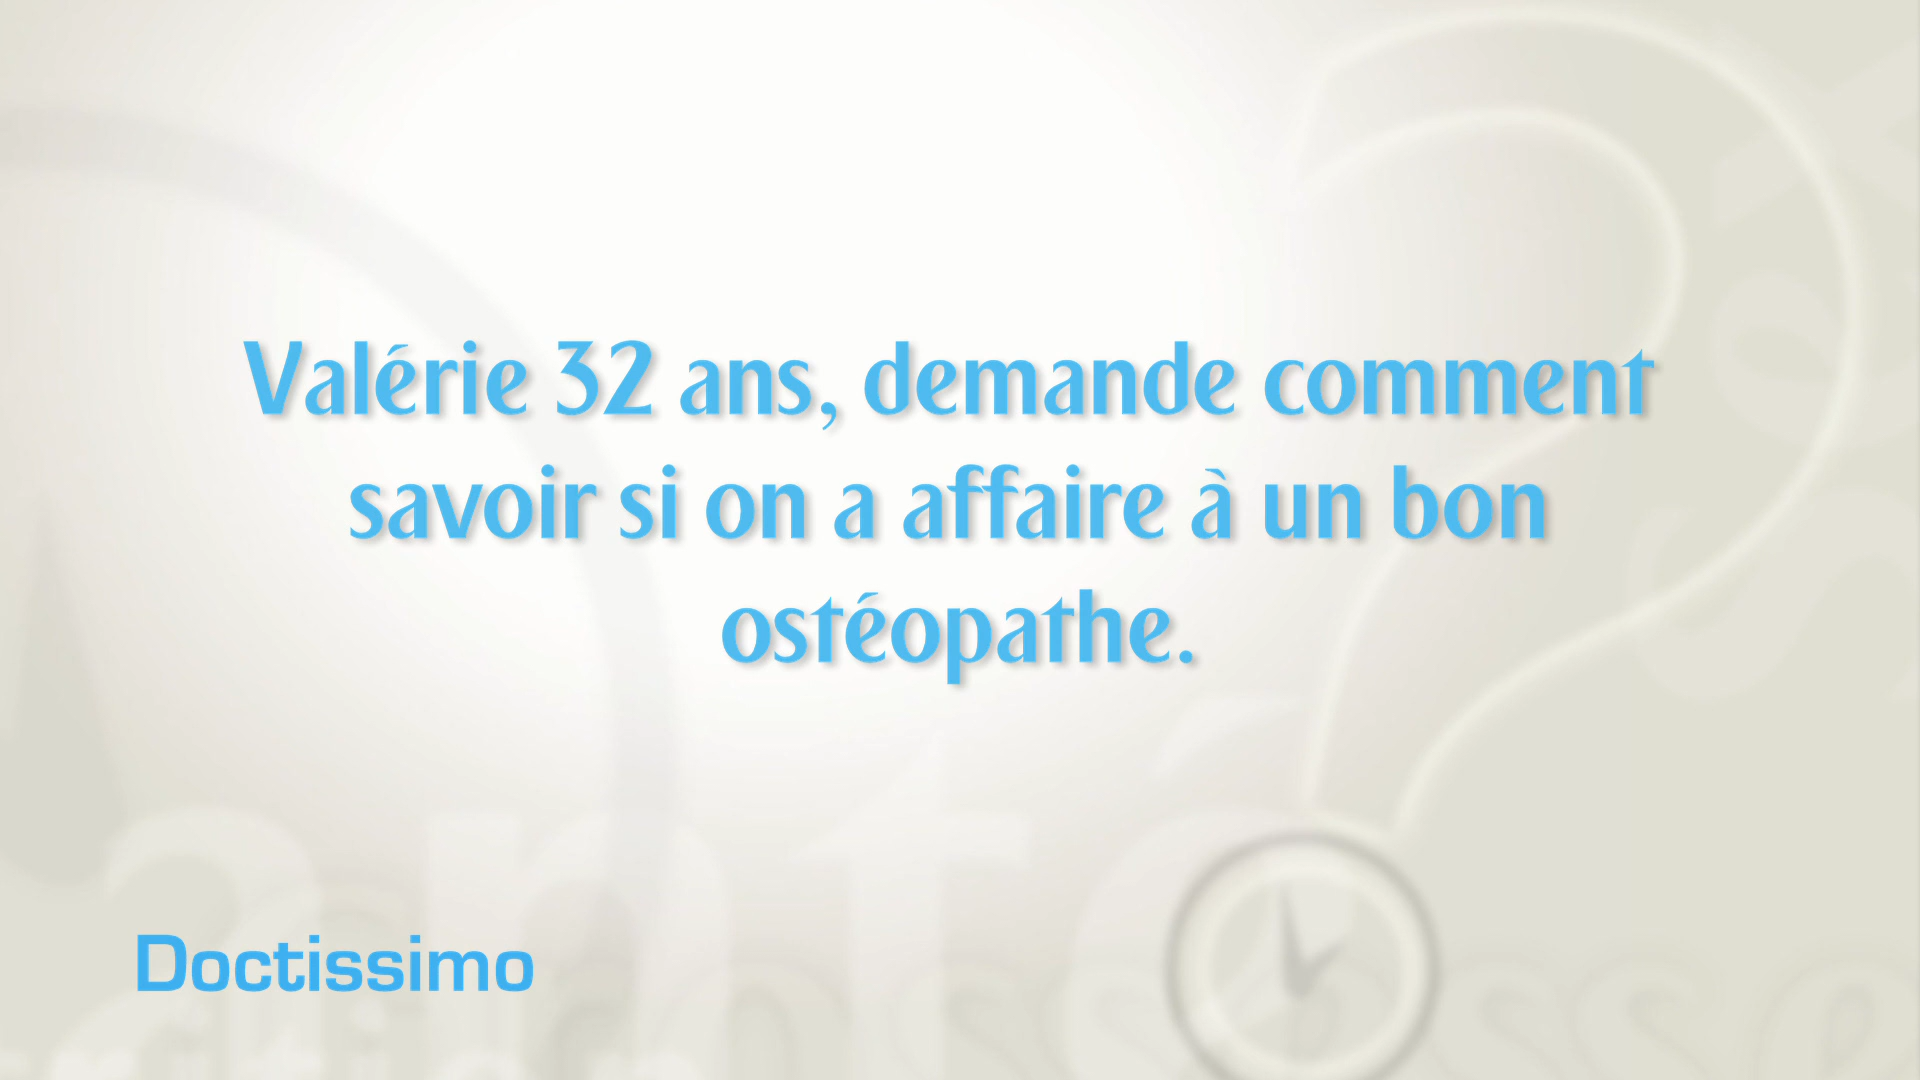 Valérie 32 ans, demande comment
savoir si on a affaire à un bon
ostéopathe.
Doctissimo